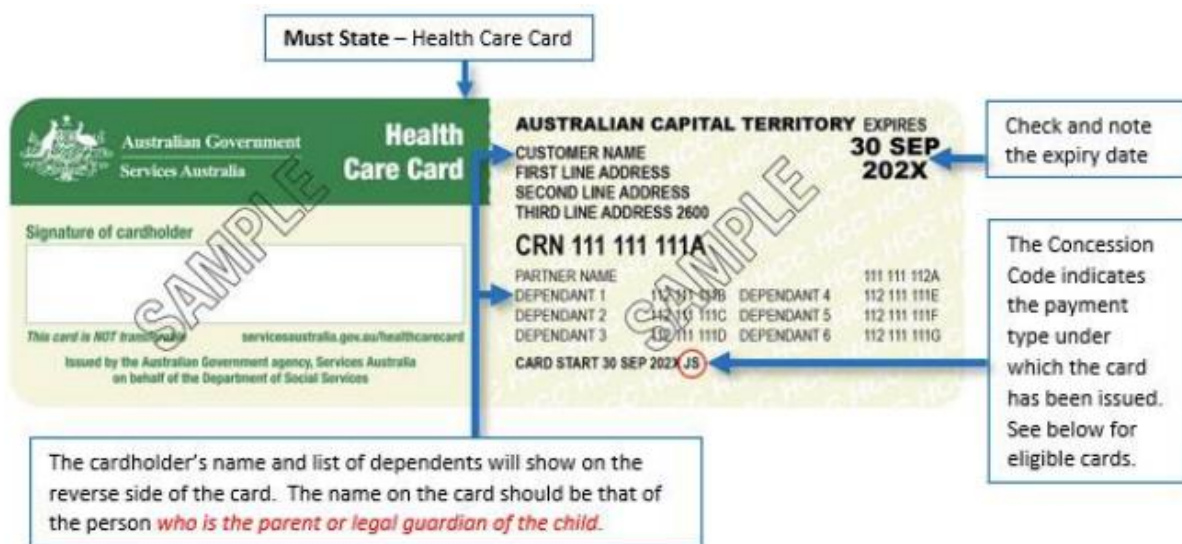 Must State – Health Care Card
Australian Government
Services Australia
Health
Care Card
Signature of cardholder
This card is NOT transferable servicesaustralia.gov.au/healthcarecard
Issued by the Australian Government agency, Services Australia
on behalf of the Department of Social Services
SAMPLE
AUSTRALIAN CAPITAL TERRITORY EXPIRES
30 SEP
202X
CUSTOMER NAME
FIRST LINE ADDRESS
SECOND LINE ADDRESS
THIRD LINE ADDRESS 2600
CRN 111 111 111A
PARTNER NAME 111 111 112A
DEPENDANT 1 112 111 111B DEPENDANT 4 112 111 111E
DEPENDANT 2 112 111 111C DEPENDANT 5 112 111 111F
DEPENDANT 3 112 111 111D DEPENDANT 6 112 111 111G
CARD START 30 SEP 202X JS
SAMPLE
Check and note
the expiry date
The Concession
Code indicates
the payment
type under
which the card
has been issued.
See below for
eligible cards.
The cardholder's name and list of dependents will show on the
reverse side of the card. The name on the card should be that of
the person who is the parent or legal guardian of the child.